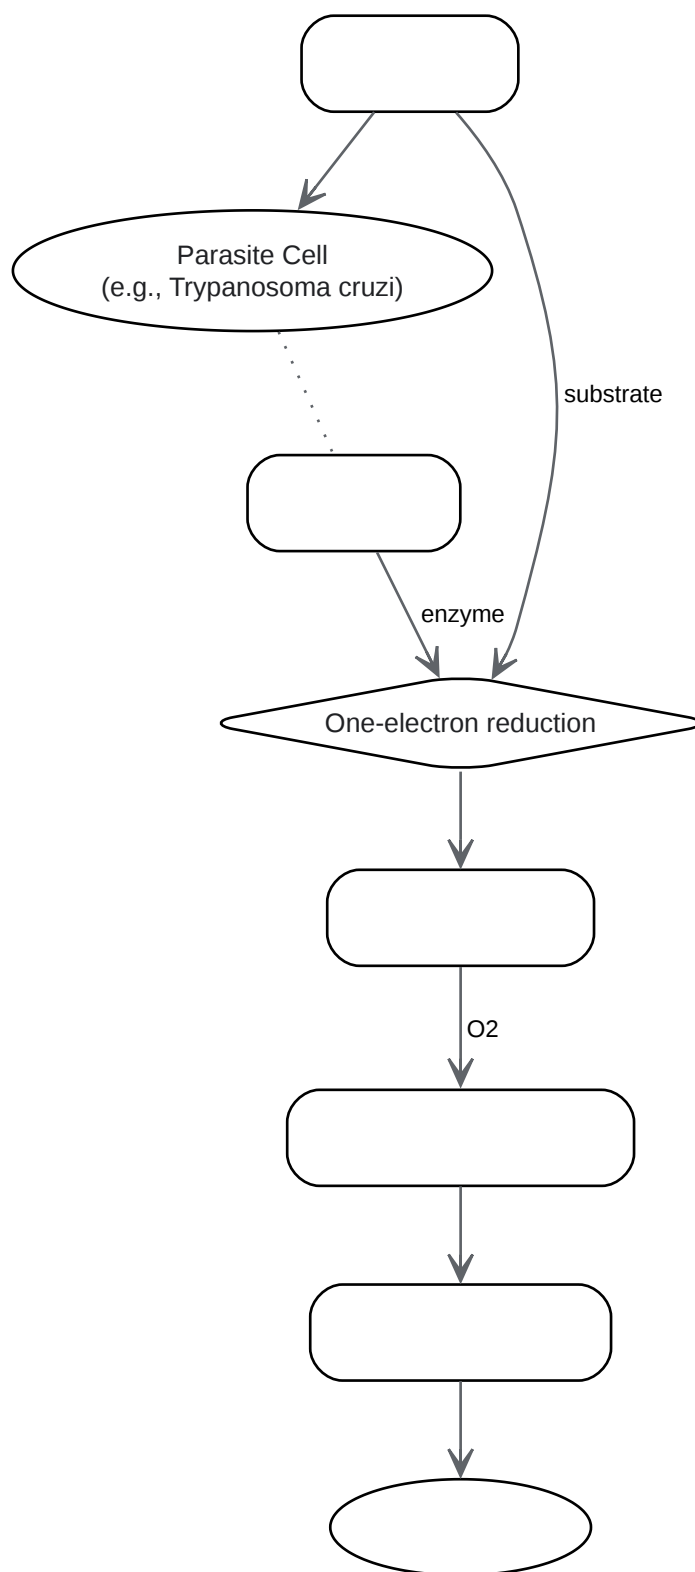 Parasite Cell
(e.g., Trypanosoma cruzi)
substrate
enzyme
One-electron reduction
O2